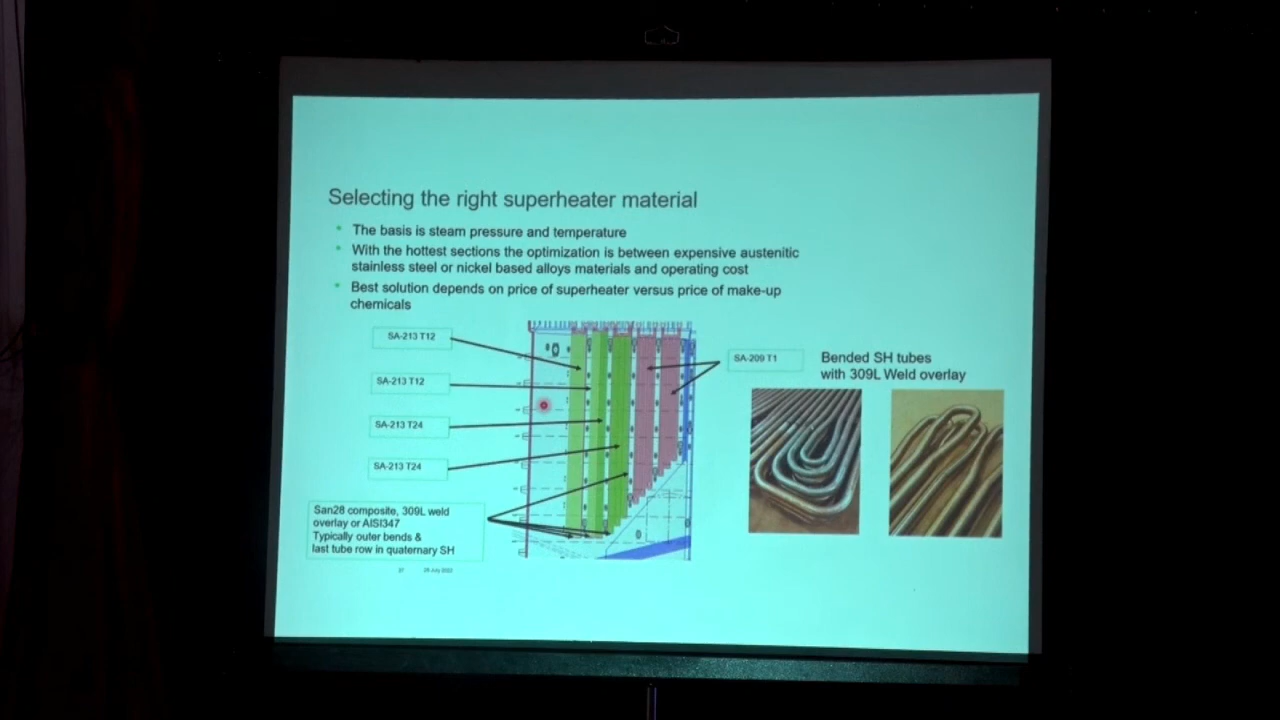 Selecting the right superheater material
The basis is steam pressure and temperature
With the hottest sections the optimization is between expensive austenitic
stainless steel or nickel based alloys materials and operating cost
Best solution depends on price of superheater versus price of make-up
chemicals
SA-213 T12
SA-213 T12
SA-213 T24
SA-213 T24
San28 composite, 309L weld
overlay or AISI347
Typically outer bends &
last tube row in quaternary SH
SA-209 T1
Bended SH tubes
with 309L Weld overlay